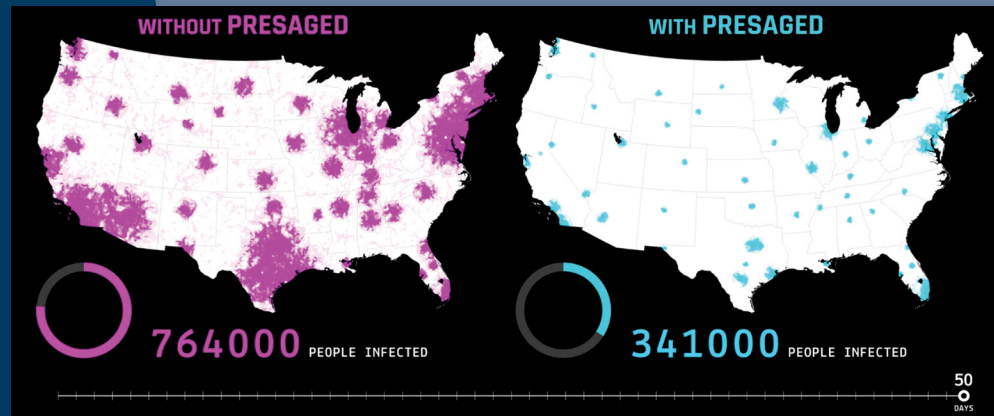 WITHOUT PRESAGED
WITH PRESAGED
764000 PEOPLE INFECTED
341000 PEOPLE INFECTED
50
DAYS